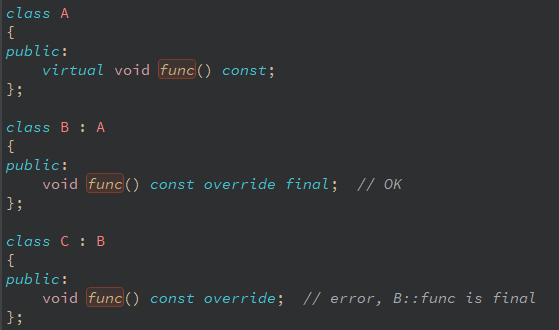 class A
{
public:
    virtual void func() const;
};

class B : A
{
public:
    void func() const override final;  // OK
};

class C : B
{
public:
    void func() const override;  // error, B::func is final
};